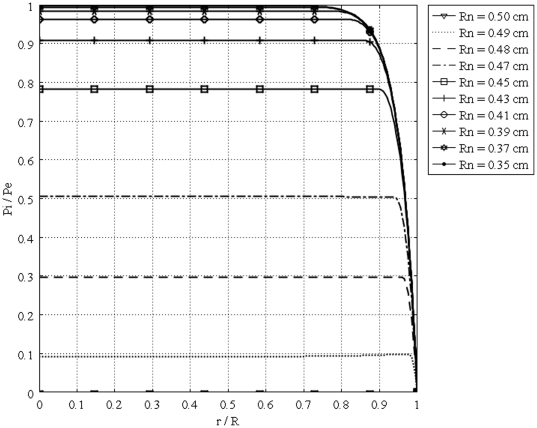 1
0.9
0.8
0.7
0.6
0.5
0.4
0.3
0.2
0.1
0
Pi / Pe
0 0.1 0.2 0.3 0.4 0.5 0.6 0.7 0.8 0.9 1
r / R
Rn = 0.50 cm
Rn = 0.49 cm
Rn = 0.48 cm
Rn = 0.47 cm
Rn = 0.45 cm
Rn = 0.43 cm
Rn = 0.41 cm
Rn = 0.39 cm
Rn = 0.37 cm
Rn = 0.35 cm